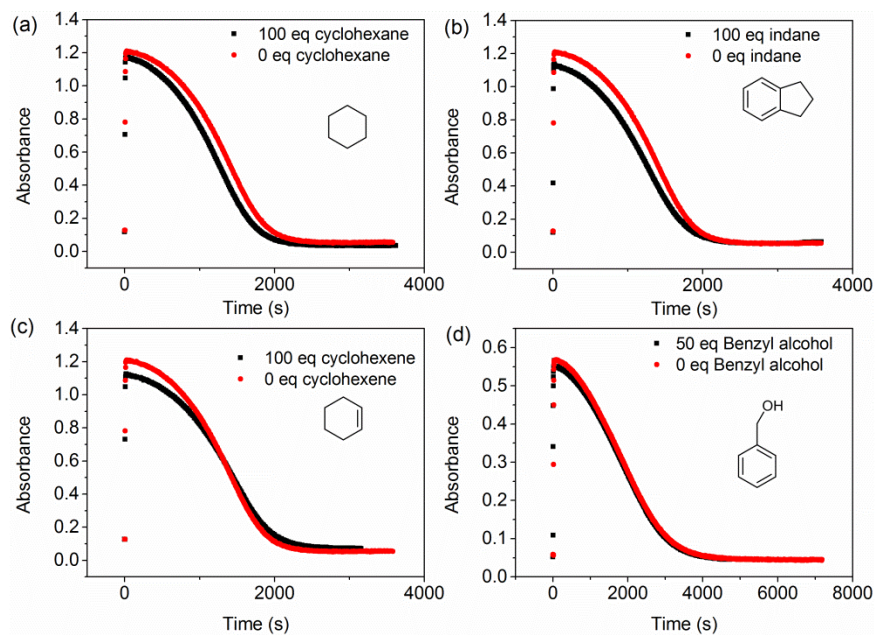 (a)
100 eq cyclohexane
0 eq cyclohexane
Absorbance
1.4
1.2
1.0
0.8
0.6
0.4
0.2
0.0
0
2000
4000
Time (s)
(b)
100 eq indane
0 eq indane
Absorbance
1.4
1.2
1.0
0.8
0.6
0.4
0.2
0.0
0
2000
4000
Time (s)
(c)
100 eq cyclohexene
0 eq cyclohexene
Absorbance
1.4
1.2
1.0
0.8
0.6
0.4
0.2
0.0
0
2000
4000
Time (s)
(d)
50 eq Benzyl alcohol
0 eq Benzyl alcohol
OH
Absorbance
0.6
0.5
0.4
0.3
0.2
0.1
0.0
0
2000
4000
6000
8000
Time (s)